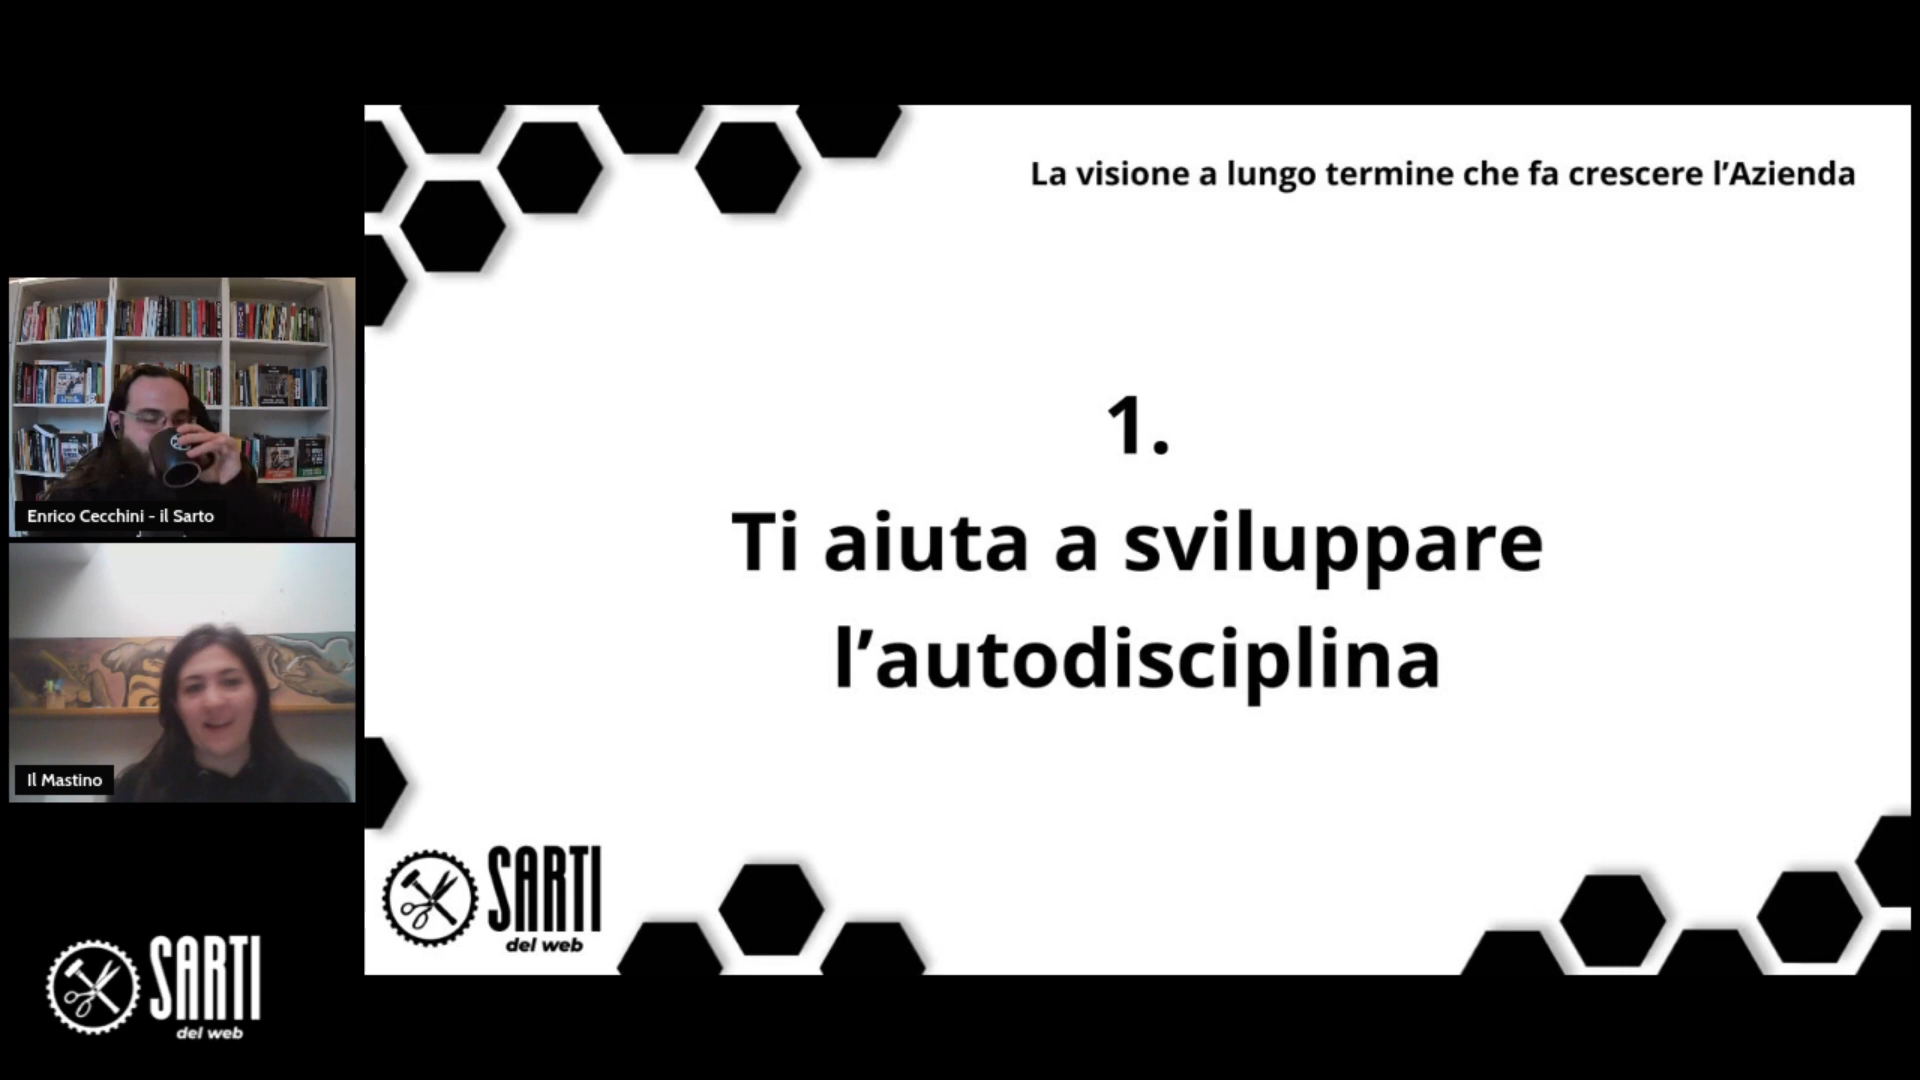 La visione a lungo termine che fa crescere l’Azienda
1.
Ti aiuta a sviluppare
l’autodisciplina
Enrico Cecchini - il Sarto
Il Mastino
SARTI
del web
SARTI
del web